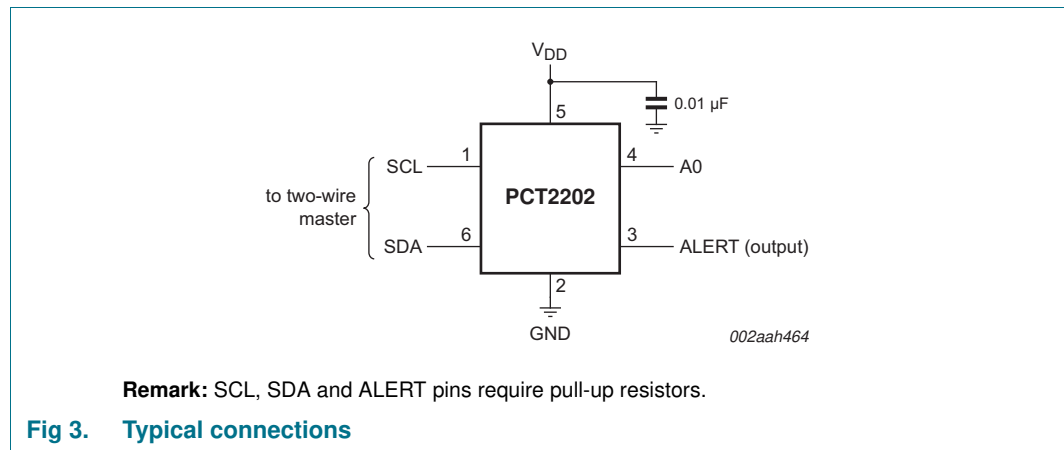 VDD
0.01 µF
5
1
4
SCL
A0
PCT2202
to two-wire
master
6
3
SDA
ALERT (output)
2
GND
002aah464
Remark: SCL, SDA and ALERT pins require pull-up resistors.
Fig 3. Typical connections